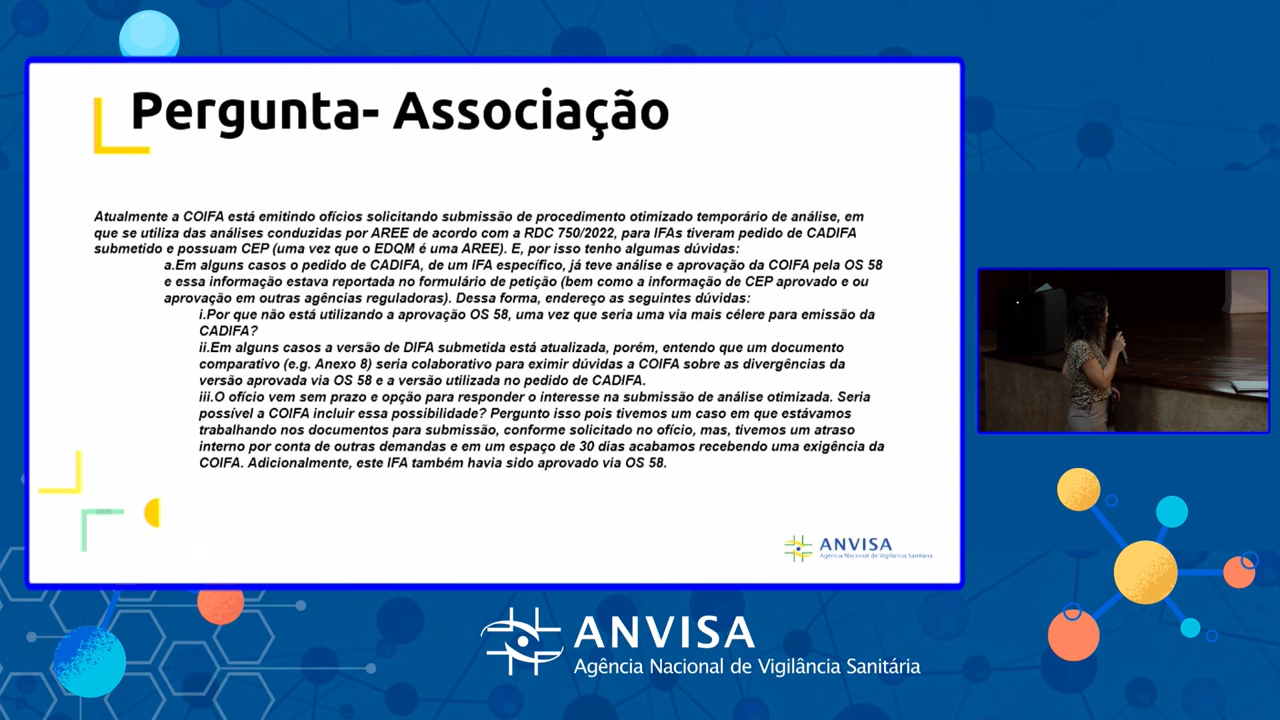 Pergunta- Associação
Atualmente a COIFA está emitindo ofícios solicitando submissão de procedimento otimizado temporário de análise, em
que se utiliza das análises conduzidas por AREE de acordo com a RDC 750/2022, para IFAs tiveram pedido de CADIFA
submetido e possuam CEP (uma vez que o EDQM é uma AREE). E, por isso tenho algumas dúvidas:
a.Em alguns casos o pedido de CADIFA, de um IFA específico, já teve análise e aprovação da COIFA pela OS 58
e essa informação estava reportada no formulário de petição (bem como a informação de CEP aprovado e ou
aprovação em outras agências reguladoras). Dessa forma, endereço as seguintes dúvidas:
i.Por que não está utilizando a aprovação OS 58, uma vez que seria uma via mais célere para emissão da
CADIFA?
ii.Em alguns casos a versão de DIFA submetida está atualizada, porém, entendo que um documento
comparativo (e.g. Anexo 8) seria colaborativo para eximir dúvidas a COIFA sobre as divergências da
versão aprovada via OS 58 e a versão utilizada no pedido de CADIFA.
iii.O ofício vem sem prazo e opção para responder o interesse na submissão de análise otimizada. Seria
possível a COIFA incluir essa possibilidade? Pergunto isso pois tivemos um caso em que estávamos
trabalhando nos documentos para submissão, conforme solicitado no ofício, mas, tivemos um atraso
interno por conta de outras demandas e em um espaço de 30 dias acabamos recebendo uma exigência da
COIFA. Adicionalmente, este IFA também havia sido aprovado via OS 58.
ANVISA
Agência Nacional de Vigilância Sanitária
ANVISA
Agência Nacional de Vigilância Sanitária